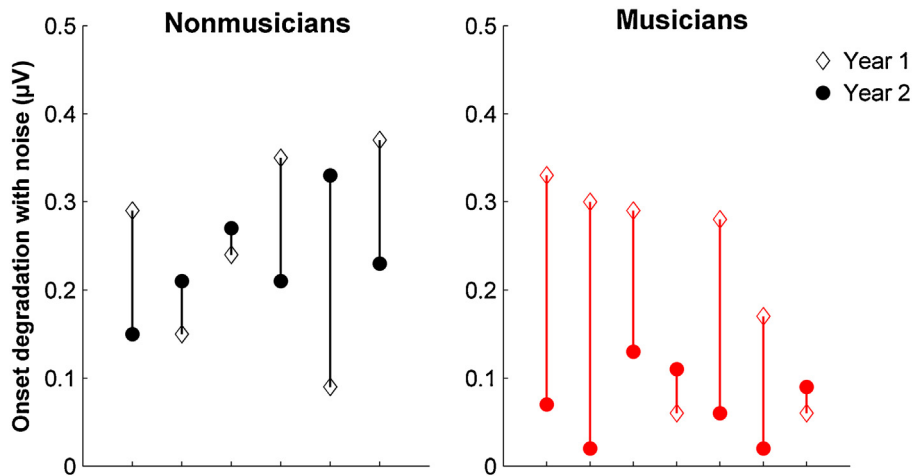 Nonmusicians
Musicians
Onset degradation with noise (µV)
0.5
0.4
0.3
0.2
0.1
0
0.5
0.4
0.3
0.2
0.1
0
Year 1
Year 2